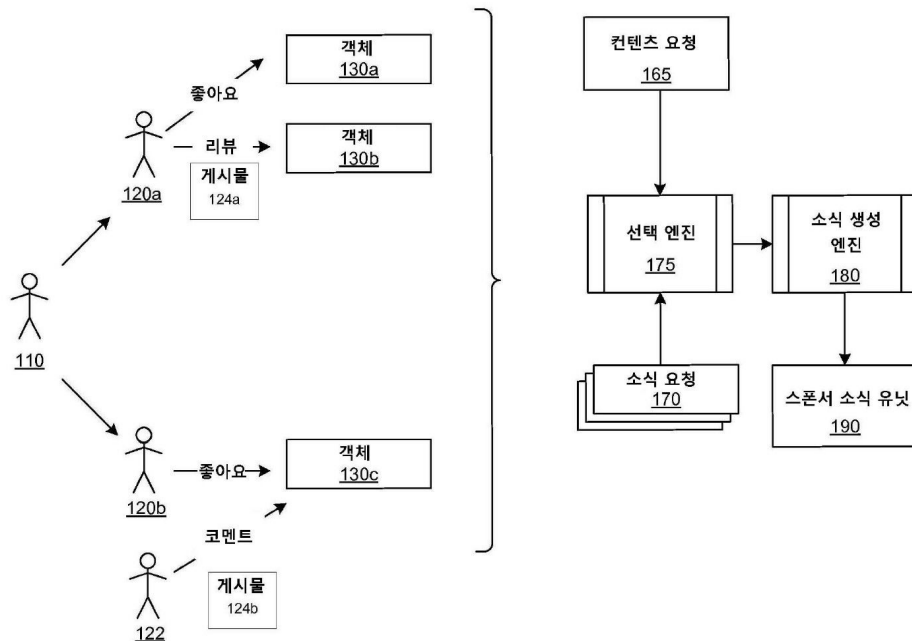 객체
130a
좋아요
120a
리뷰
게시물
124a
객체
130b
110
120b
좋아요
객체
130c
코멘트
게시물
124b
122
컨텐츠 요청
165
선택 엔진
175
소식 생성
엔진
180
소식 요청
170
스폰서 소식 유닛
190